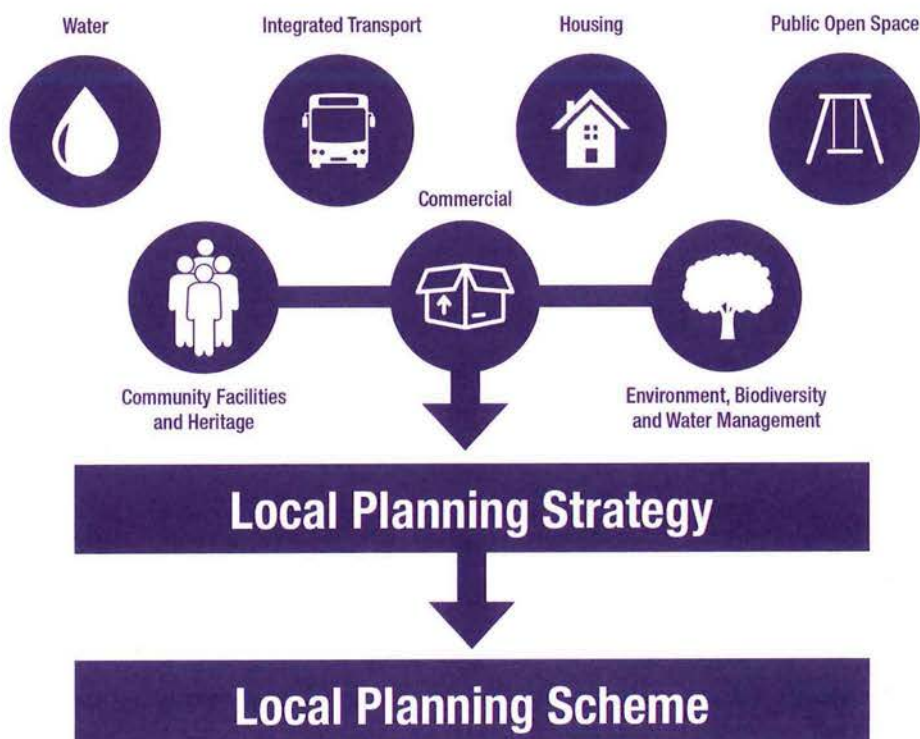 Water
Integrated Transport
Housing
Public Open Space
Commercial
Community Facilities
and Heritage
Environment, Biodiversity
and Water Management
Local Planning Strategy
Local Planning Scheme